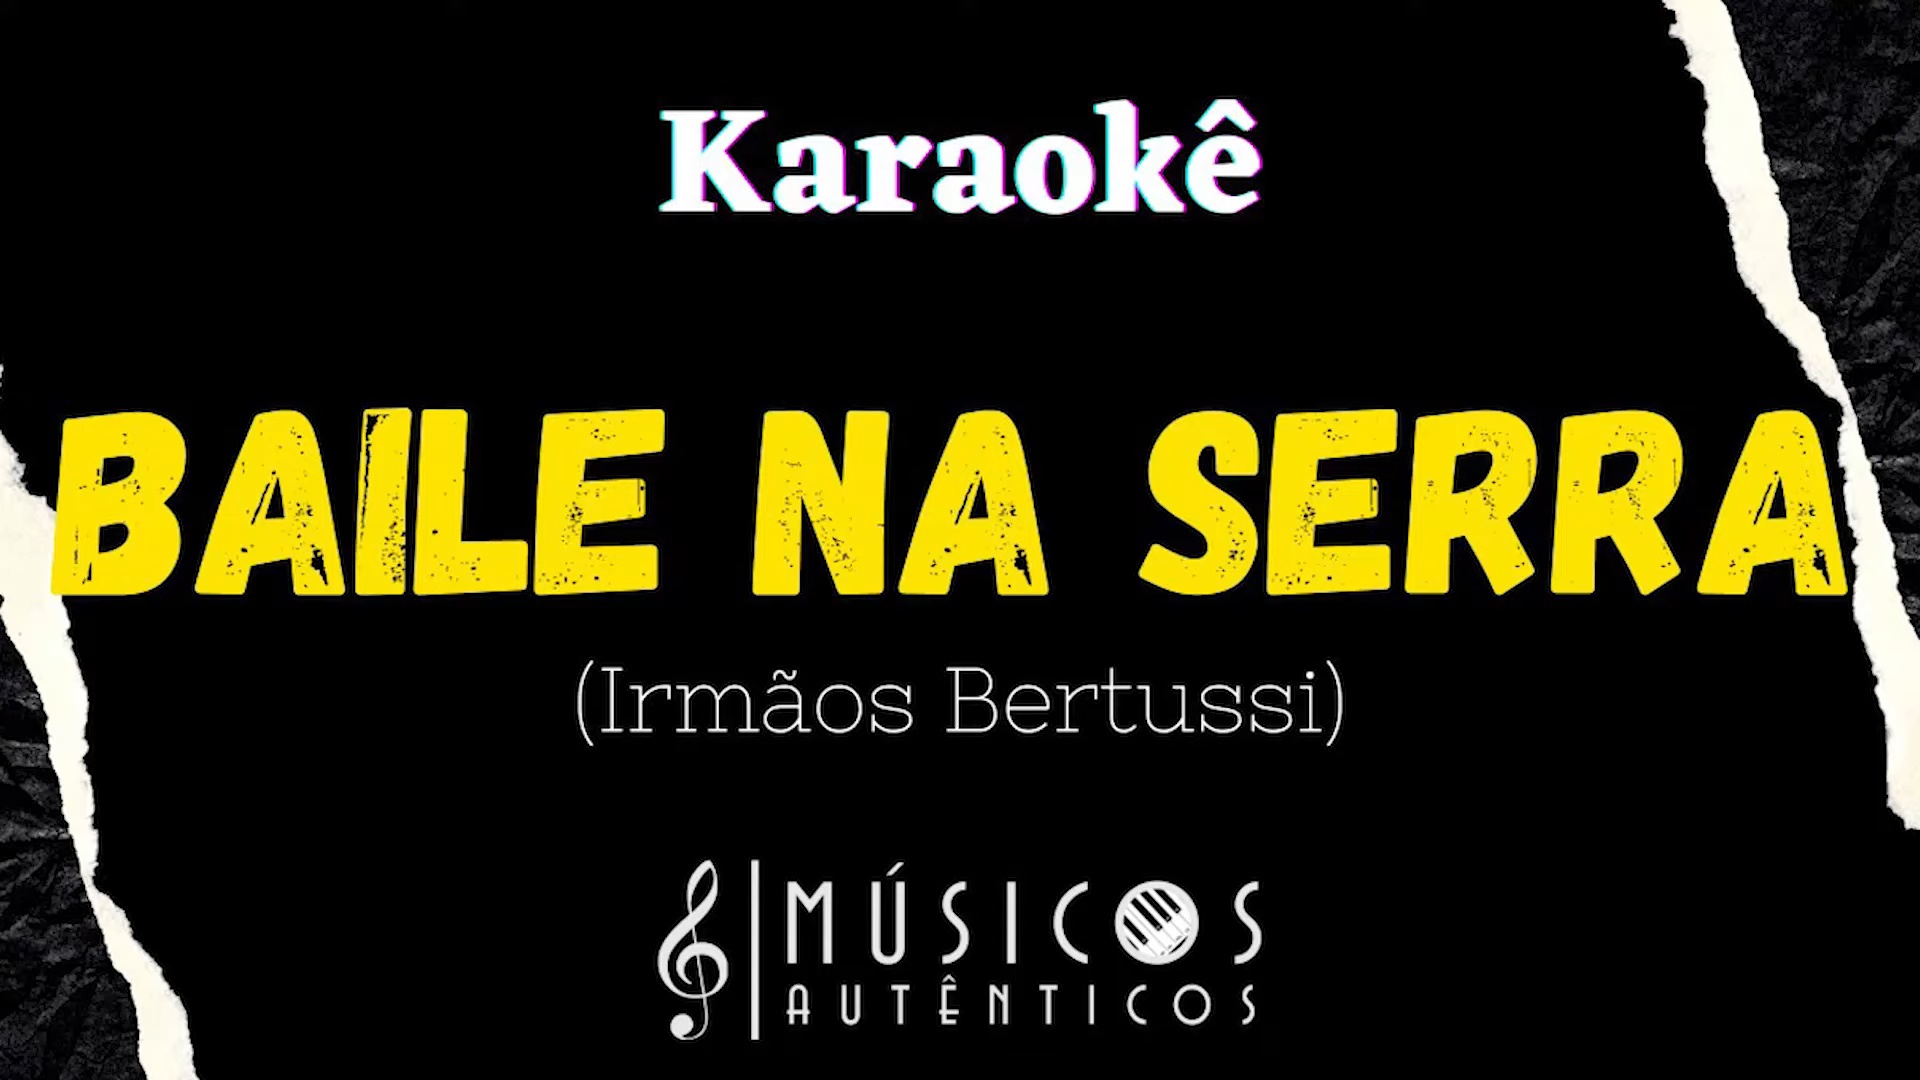 Karaokê
BAILE NA SERRA
(Irmãos Bertussi)
MÚSICOS
AUTÊNTICOS